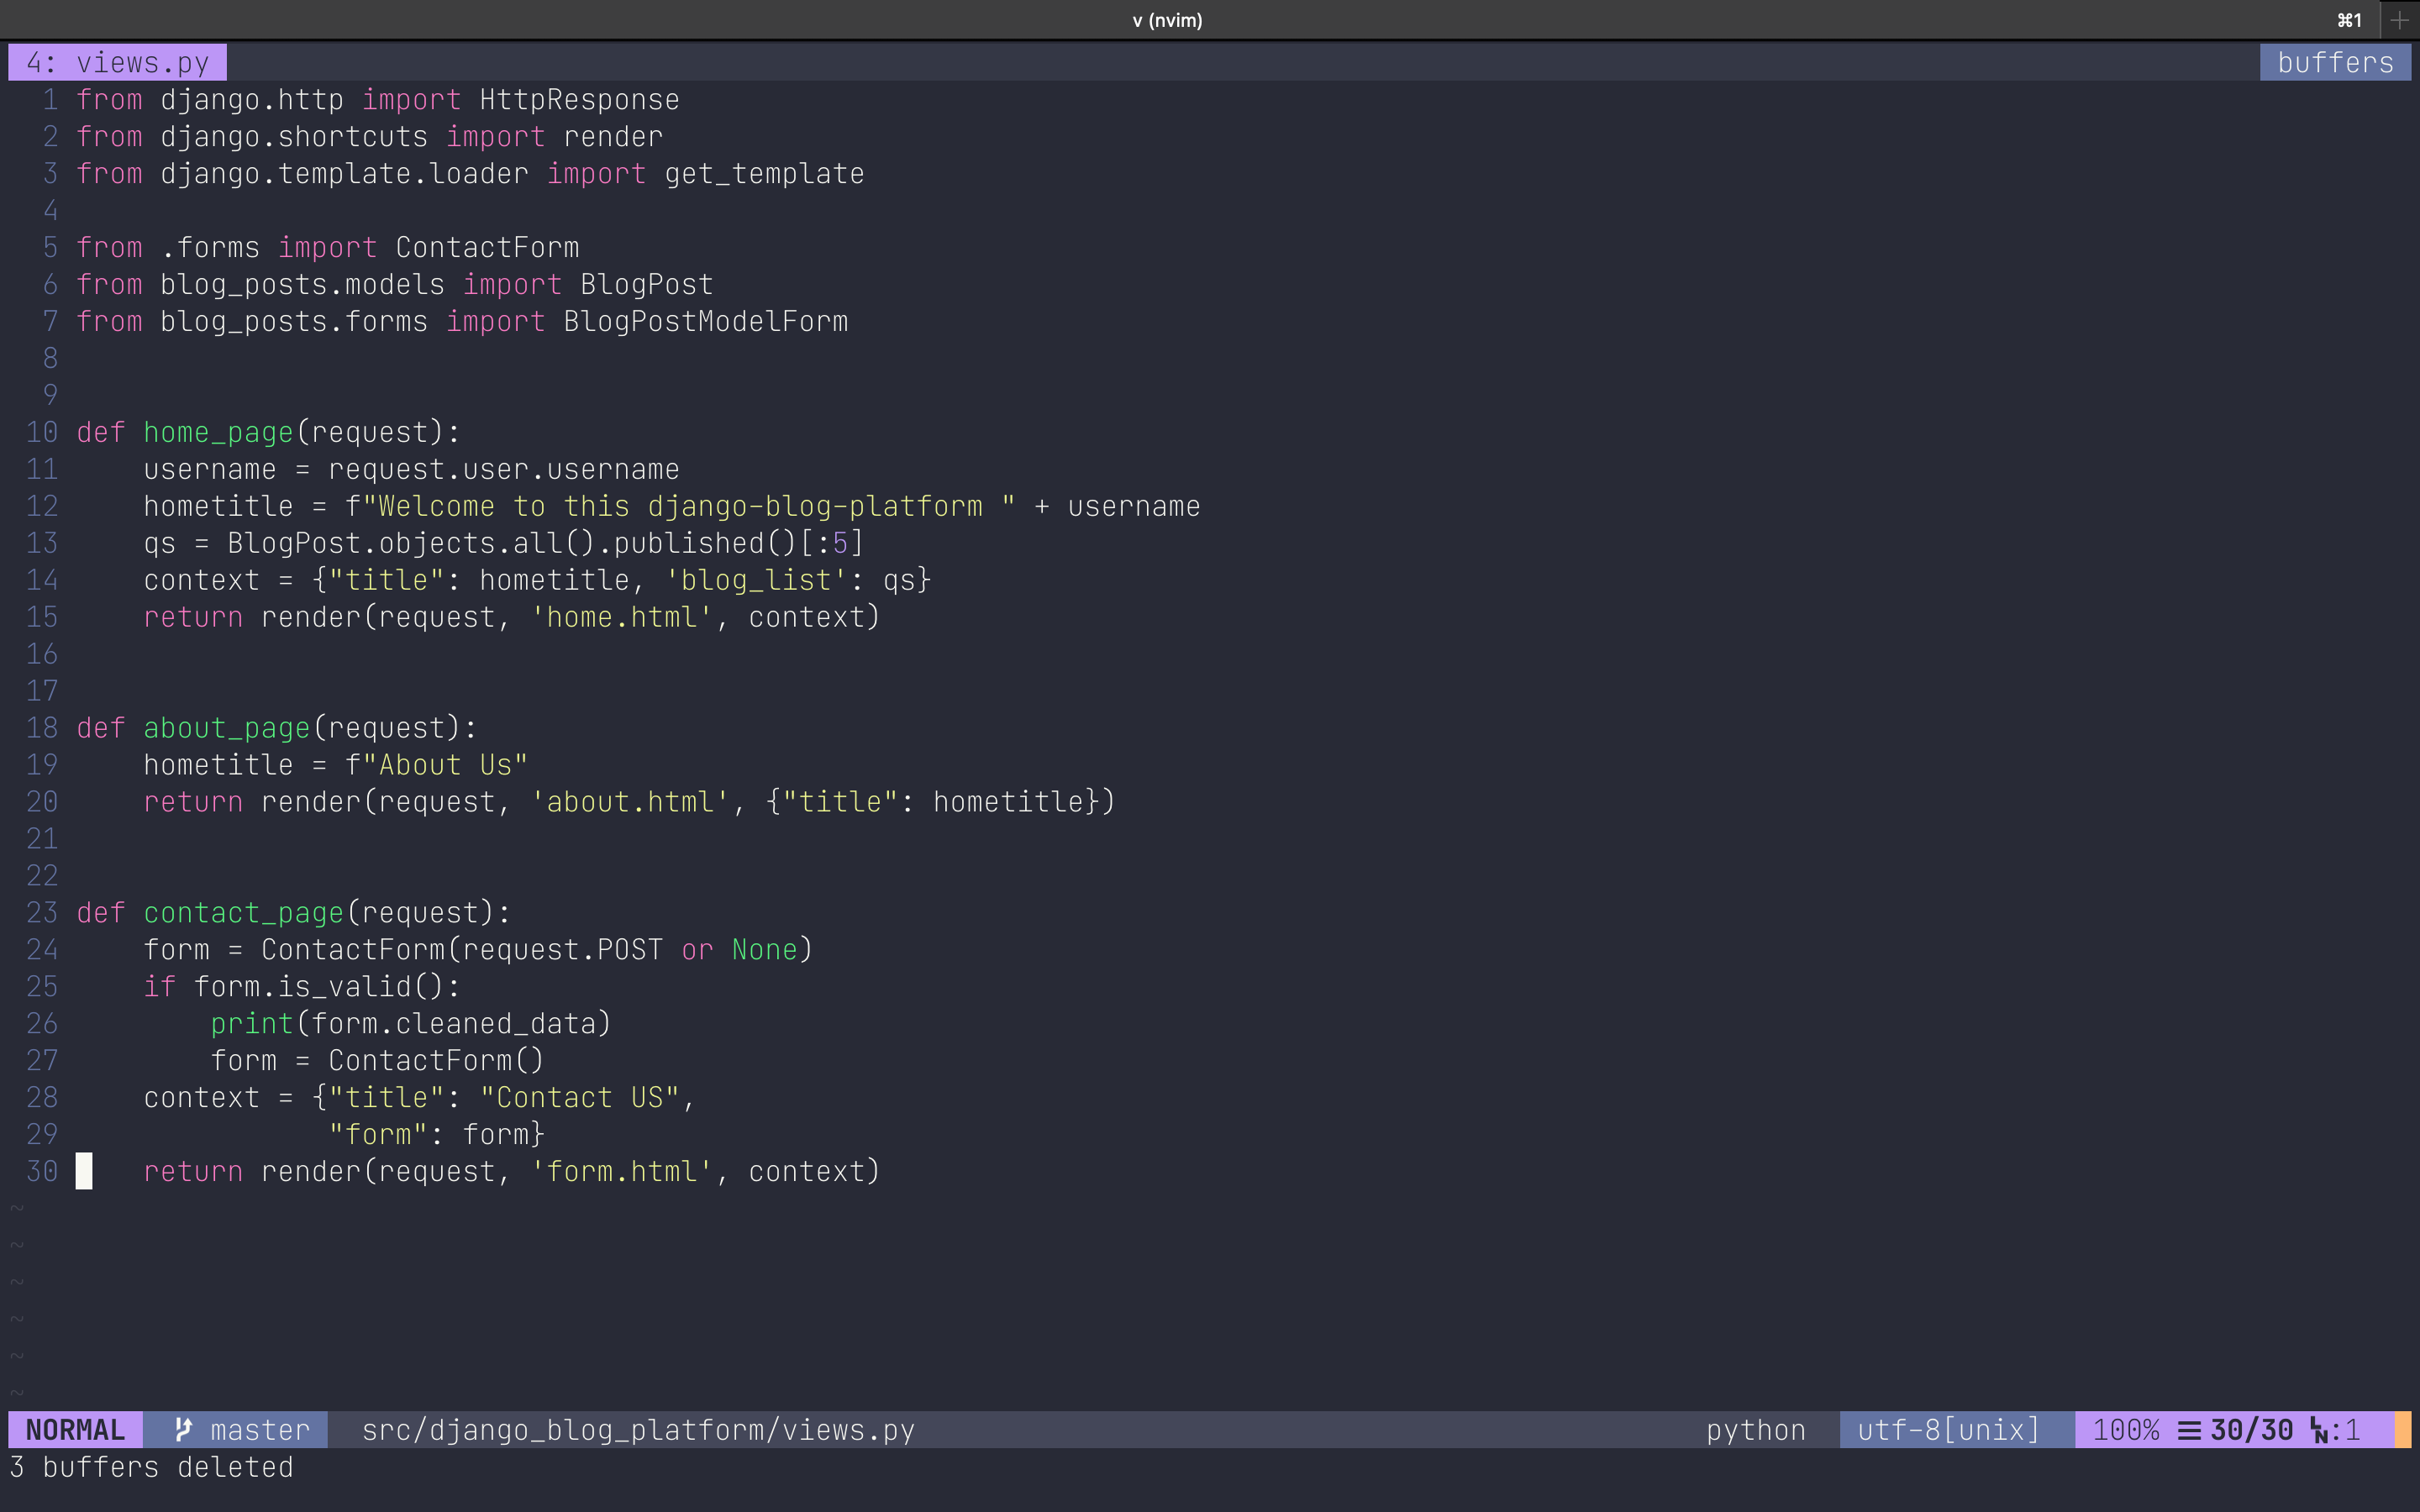 v (nvim) ⌘1 +
4: views.py buffers
1 from django.http import HttpResponse
2 from django.shortcuts import render
3 from django.template.loader import get_template
4
5 from .forms import ContactForm
6 from blog_posts.models import BlogPost
7 from blog_posts.forms import BlogPostModelForm
8
9
10 def home_page(request):
11     username = request.user.username
12     hometitle = f"Welcome to this django-blog-platform " + username
13     qs = BlogPost.objects.all().published()[:5]
14     context = {"title": hometitle, 'blog_list': qs}
15     return render(request, 'home.html', context)
16
17
18 def about_page(request):
19     hometitle = f"About Us"
20     return render(request, 'about.html', {"title": hometitle})
21
22
23 def contact_page(request):
24     form = ContactForm(request.POST or None)
25     if form.is_valid():
26         print(form.cleaned_data)
27         form = ContactForm()
28     context = {"title": "Contact US",
29                "form": form}
30     return render(request, 'form.html', context)
~
~
~
~
~
~
NORMAL master src/django_blog_platform/views.py python utf-8[unix] 100% ☰ 30/30 ␤:1
3 buffers deleted